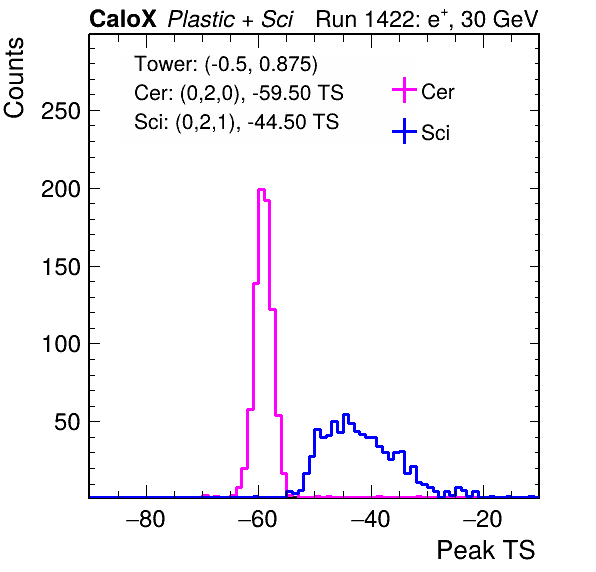 CaloX Plastic + Sci Run 1422: e⁺, 30 GeV
Tower: (-0.5, 0.875)
Cer: (0,2,0), -59.50 TS
Sci: (0,2,1), -44.50 TS
Cer
Sci
Counts
250
200
150
100
50
−80 −60 −40 −20
Peak TS